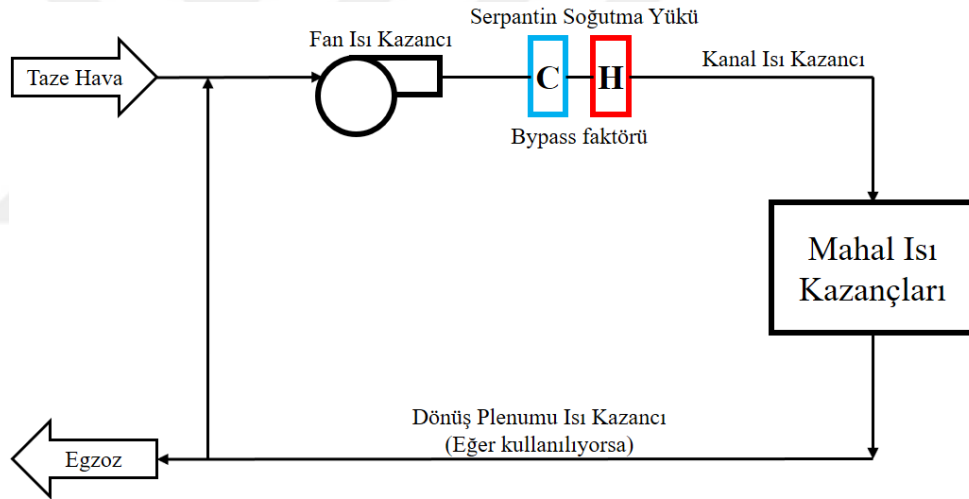 Serpantin Soğutma Yükü
Fan Isı Kazancı
Taze Hava
C
H
Kanal Isı Kazancı
Bypass faktörü
Mahal Isı
Kazançları
Dönüş Plenumu Isı Kazancı
(Eğer kullanılıyorsa)
Egzoz